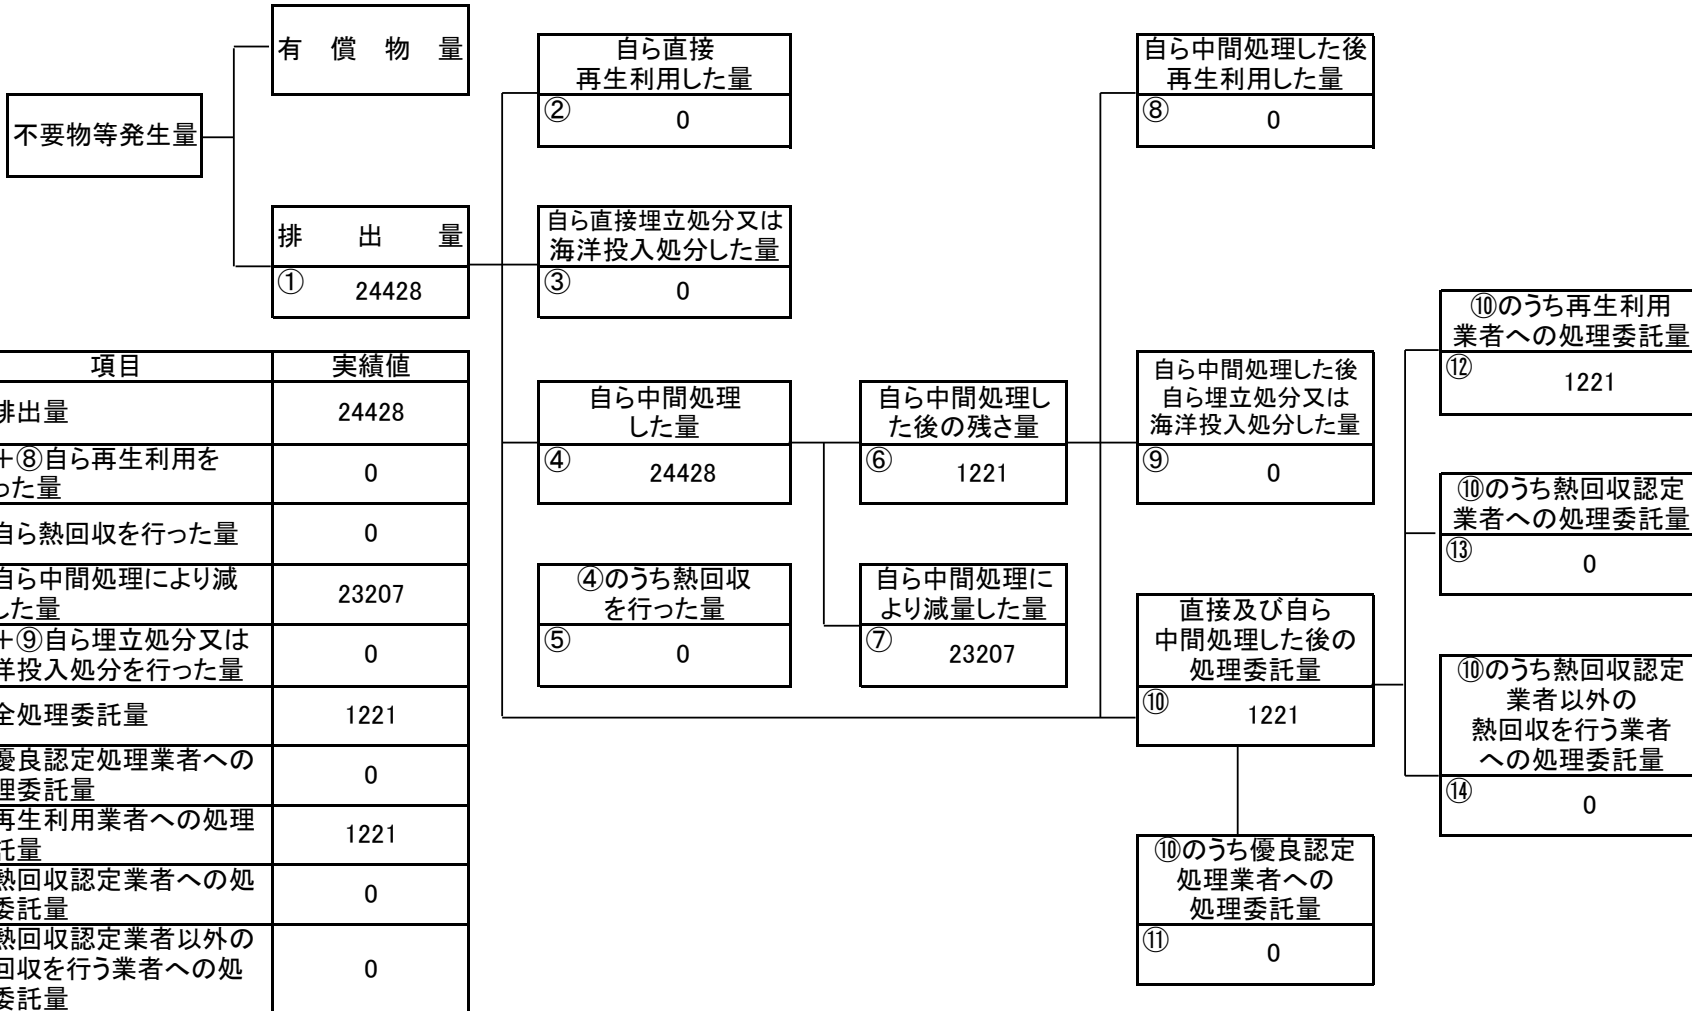 有償物量
不要物等発生量
排出量
① 24428
自ら直接
再生利用した量
② 0
自ら直接埋立処分又は
海洋投入処分した量
③ 0
自ら中間処理
した量
④ 24428
④のうち熱回収
を行った量
⑤ 0
自ら中間処理し
た後の残さ量
⑥ 1221
自ら中間処理に
より減量した量
⑦ 23207
自ら中間処理した後
再生利用した量
⑧ 0
自ら中間処理した後
自ら埋立処分又は
海洋投入処分した量
⑨ 0
直接及び自ら
中間処理した後の
処理委託量
⑩ 1221
⑩のうち優良認定
処理業者への
処理委託量
⑪ 0
⑩のうち再生利用
業者への処理委託量
⑫ 1221
⑩のうち熱回収認定
業者への処理委託量
⑬ 0
⑩のうち熱回収認定
業者以外の
熱回収を行う業者
への処理委託量
⑭ 0
項目 実績値
排出量 24428
+⑧自ら再生利用を
った量 0
自ら熱回収を行った量 0
自ら中間処理により減
した量 23207
+⑨自ら埋立処分又は
洋投入処分を行った量 0
全処理委託量 1221
優良認定処理業者への
理委託量 0
再生利用業者への処理
託量 1221
熱回収認定業者への処
委託量 0
熱回収認定業者以外の
回収を行う業者への処
委託量 0